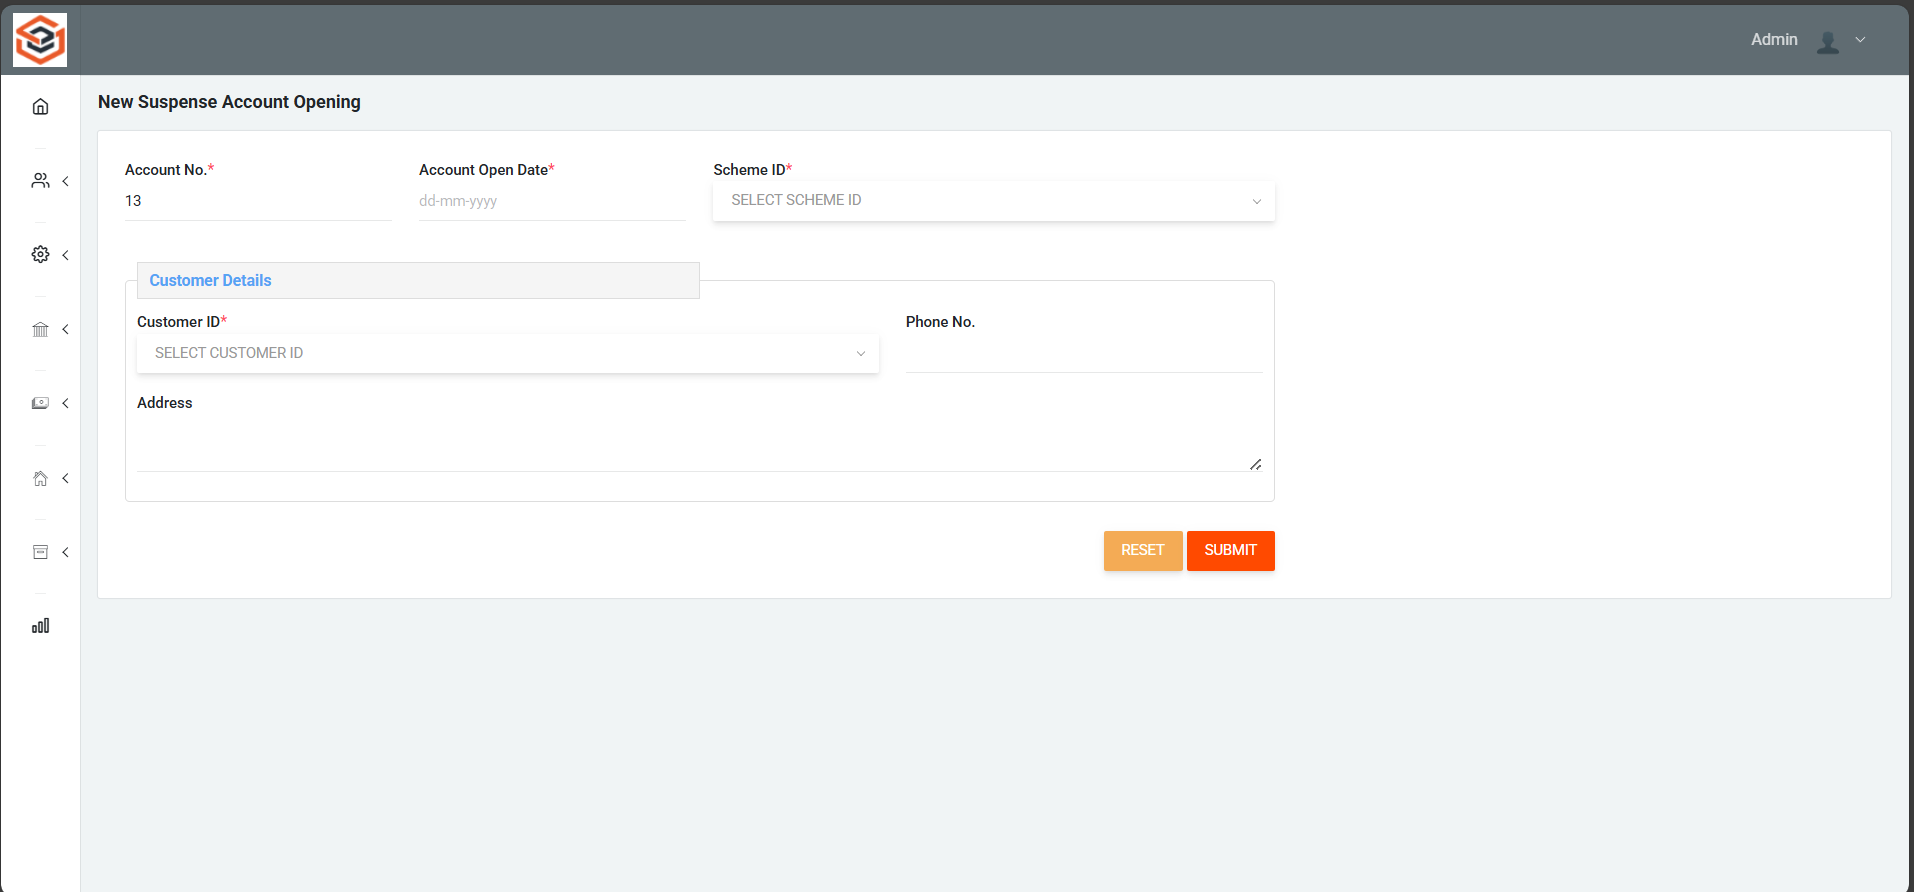 Admin
New Suspense Account Opening
Account No.* Account Open Date* Scheme ID*
13 dd-mm-yyyy SELECT SCHEME ID
Customer Details
Customer ID* Phone No.
SELECT CUSTOMER ID
Address
RESET SUBMIT